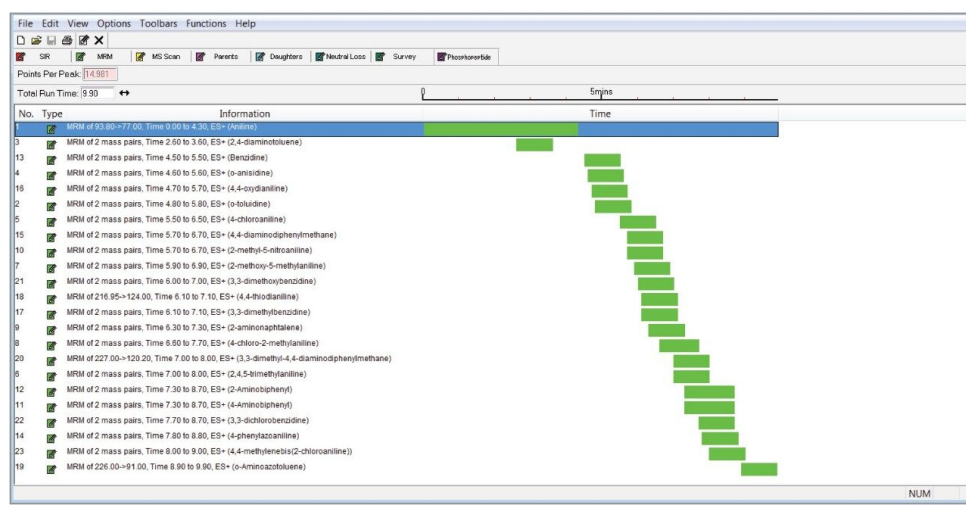 File Edit View Options Toolbars Functions Help
SIR MRM MS Scan Parents Daughters Neutral Loss Survey
Points Per Peak: 14.981
Total Run Time: 9.90 0 5mins
No. Type Information Time
1 MRM of 93.80->77.00, Time 0.00 to 4.30, ES+ (Aniline)
3 MRM of 2 mass pairs, Time 2.60 to 3.60, ES+ (2,4-diaminotoluene)
13 MRM of 2 mass pairs, Time 4.50 to 5.50, ES+ (Benzidine)
4 MRM of 2 mass pairs, Time 4.60 to 5.60, ES+ (o-anisidine)
16 MRM of 2 mass pairs, Time 4.70 to 5.70, ES+ (4,4-oxydianiline)
2 MRM of 2 mass pairs, Time 4.80 to 5.80, ES+ (o-toluidine)
5 MRM of 2 mass pairs, Time 5.50 to 6.50, ES+ (4-chloroaniline)
15 MRM of 2 mass pairs, Time 5.70 to 6.70, ES+ (4,4-diaminodiphenylmethane)
10 MRM of 2 mass pairs, Time 5.70 to 6.70, ES+ (2-methyl-5-nitroaniline)
7 MRM of 2 mass pairs, Time 5.90 to 6.90, ES+ (2-methoxy-5-methylaniline)
21 MRM of 2 mass pairs, Time 6.00 to 7.00, ES+ (3,3-dimethoxybenzidine)
18 MRM of 216.95->124.00, Time 6.10 to 7.10, ES+ (4,4-thiodianiline)
17 MRM of 2 mass pairs, Time 6.10 to 7.10, ES+ (3,3-dimethylbenzidine)
9 MRM of 2 mass pairs, Time 6.30 to 7.30, ES+ (2-aminonaphtalene)
8 MRM of 2 mass pairs, Time 6.60 to 7.70, ES+ (4-chloro-2-methylaniline)
20 MRM of 227.00->120.20, Time 7.00 to 8.00, ES+ (3,3-dimethyl-4,4-diaminodiphenylmethane)
6 MRM of 2 mass pairs, Time 7.00 to 8.00, ES+ (2,4,5-trimethylaniline)
12 MRM of 2 mass pairs, Time 7.30 to 8.70, ES+ (2-Aminobiphenyl)
11 MRM of 2 mass pairs, Time 7.30 to 8.70, ES+ (4-Aminobiphenyl)
22 MRM of 2 mass pairs, Time 7.70 to 8.70, ES+ (3,3-dichlorobenzidine)
14 MRM of 2 mass pairs, Time 7.80 to 8.80, ES+ (4-phenylazoaniline)
23 MRM of 2 mass pairs, Time 8.00 to 9.00, ES+ (4,4-methylenebis(2-chloroaniline))
19 MRM of 226.00->91.00, Time 8.90 to 9.90, ES+ (o-Aminoazotoluene)
NUM